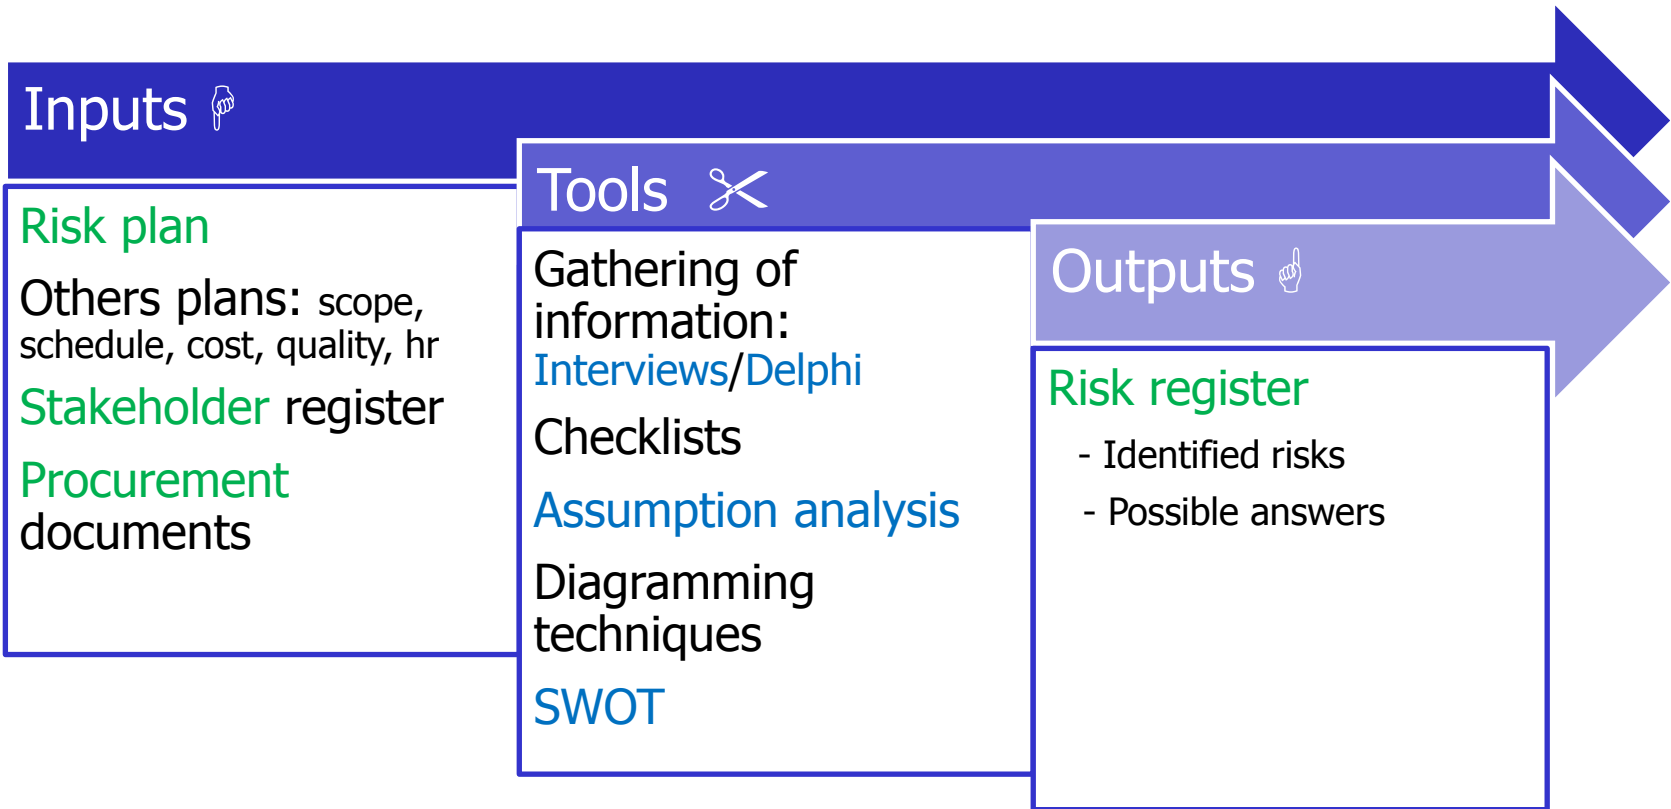 Inputs
Risk plan
Others plans: scope,
schedule, cost, quality, hr
Stakeholder register
Procurement
documents
Tools
Gathering of
information:
Interviews/Delphi
Checklists
Assumption analysis
Diagramming
techniques
SWOT
Outputs
Risk register
- Identified risks
- Possible answers